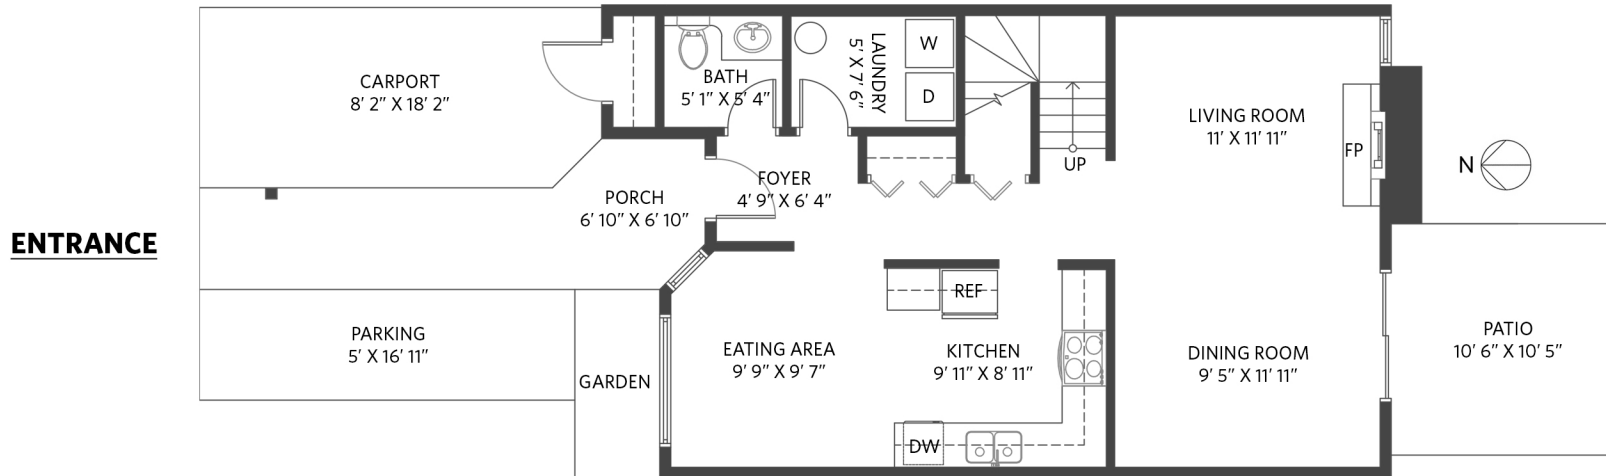 CARPORT
8' 2" X 18' 2"
BATH
5' 1" X 5' 4"
LAUNDRY
5' X 7' 6"
W
D
UP
LIVING ROOM
11' X 11' 11"
FP
N
FOYER
4' 9" X 6' 4"
PORCH
6' 10" X 6' 10"
ENTRANCE
PARKING
5' X 16' 11"
GARDEN
EATING AREA
9' 9" X 9' 7"
REF
KITCHEN
9' 11" X 8' 11"
DW
DINING ROOM
9' 5" X 11' 11"
PATIO
10' 6" X 10' 5"